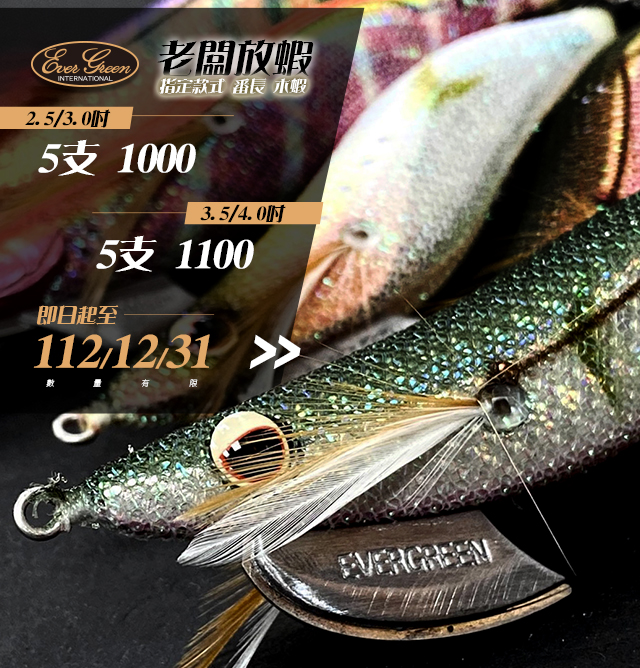 Ever Green
INTERNATIONAL
老闆放蝦
指定款式 番長 水蝦
2.5/3.0吋
5支 1000
3.5/4.0吋
5支 1100
即日起至
112/12/31
數量有限
EVERGREEN